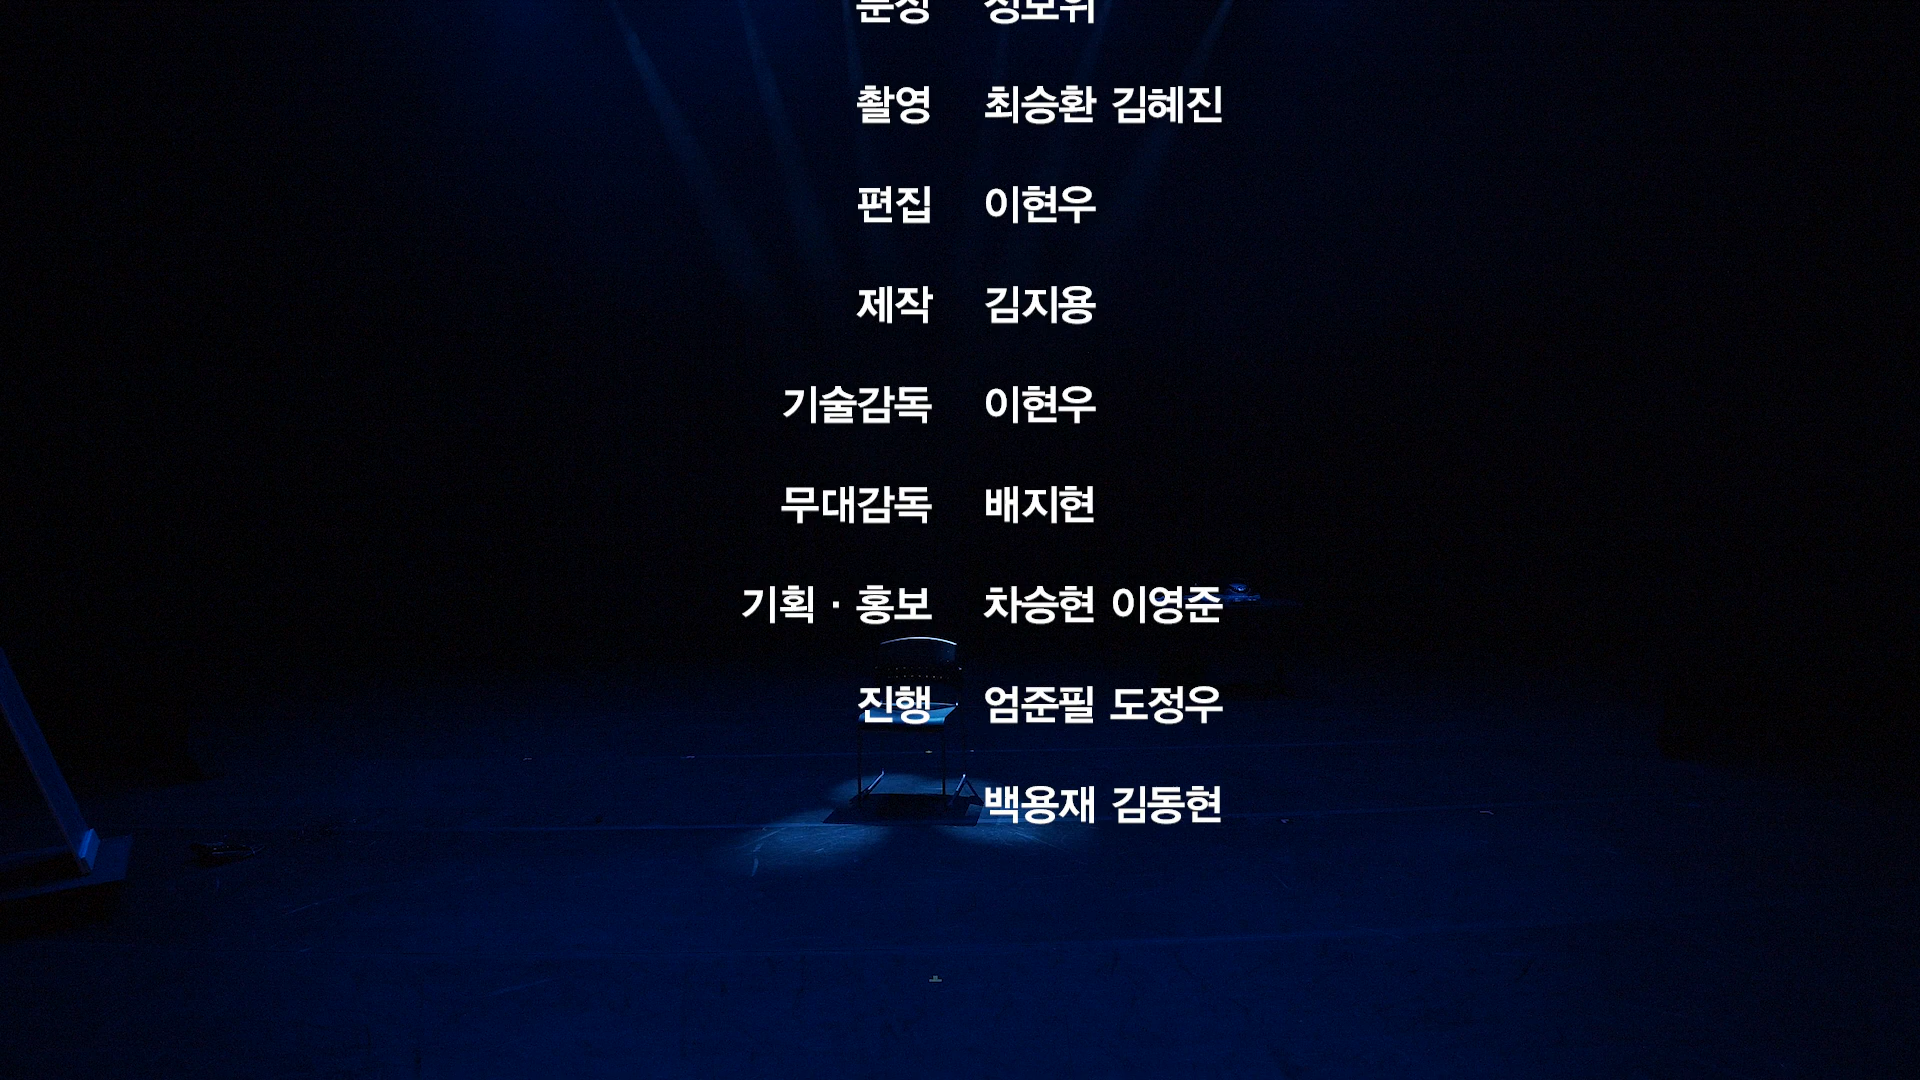 촬영 최승환 김혜진
편집 이현우
제작 김지용
기술감독 이현우
무대감독 배지현
기획 · 홍보 차승현 이영준
진행 엄준필 도정우
백용재 김동현